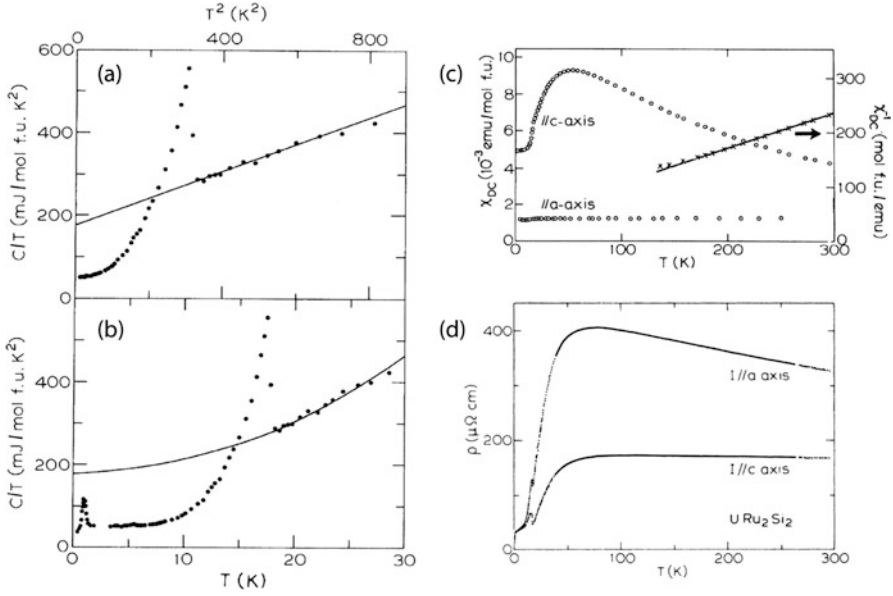 T² (K²)
0 400 800
600
(a)
400
200
0
C/T (mJ/mol f.u. K²)
(b)
400
200
0
C/T (mJ/mol f.u. K²)
0 10 20 30
T (K)
(c)
10
8
6
4
2
0
χDC (10⁻³ emu/mol f.u.)
//c-axis
//a-axis
300
200
100
0
χ⁻¹DC (mol f.u./emu)
0 100 200 300
T (K)
(d)
400
200
0
ρ (μΩ cm)
I//a axis
I//c axis
URu₂Si₂
0 100 200 300
T (K)